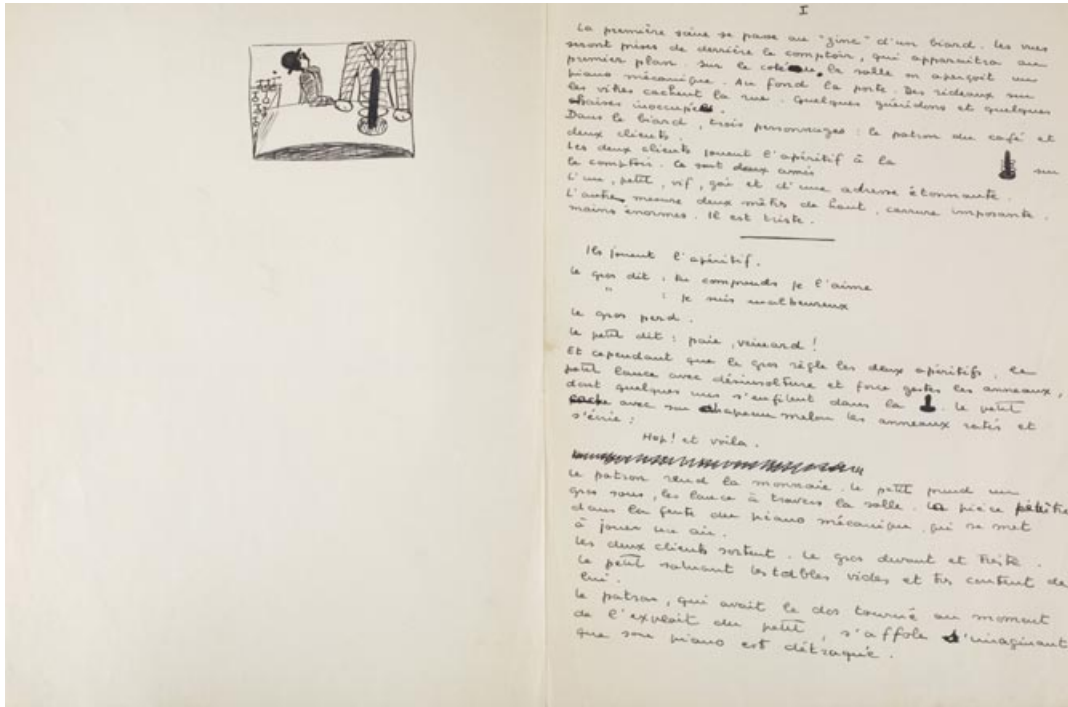 I
La première scène se passe au "zinc" d'un biard. Les vues
seront prises de derrière le comptoir, qui apparaîtra au
premier plan. Sur le coté de la salle on aperçoit un
piano mécanique. Au fond la porte. Des rideaux sur
les vitres cachent la rue. Quelques guéridons et quelques
chaises inoccupées.
Dans le biard, trois personnages : le patron du café et
deux clients.
Les deux clients jouent l'apéritif à la sur
le comptoir. Ce sont deux amis
L'un, petit, vif, gai et d'une adresse étonnante.
L'autre mesure deux mètres de haut, carrure imposante.
mains énormes. Il est triste.
Ils jouent l'apéritif.
Le gros dit : tu comprends je l'aime
" : je suis malheureux
Le gros perd.
Le petit dit : paie, veinard !
Et cependant que le gros règle les deux apéritifs, le
petit lance avec désinvolture et force gestes les anneaux,
dont quelques uns s'enfilent dans la . Le petit
cache avec son chapeau melon les anneaux ratés et
s'écrie :
Hop ! et voila.
Le patron rend la monnaie. Le petit prend un
gros sous, les lance à travers la salle. La pièce pénètre
dans la fente du piano mécanique, qui se met
à jouer un air.
Les deux clients sortent. Le gros devant et triste.
Le petit saluant les tables vides et très content de
lui.
Le patron, qui avait le dos tourné au moment
de l'exploit du petit, s'affole s'imaginant
que son piano est détraqué.